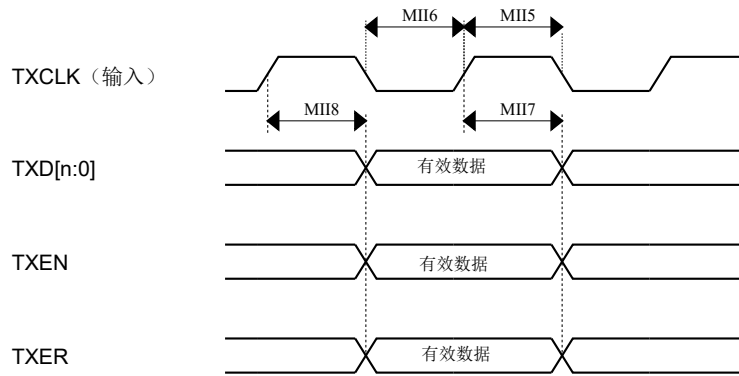 MII6 MII5
TXCLK（输入）
MII8 MII7
TXD[n:0] 有效数据
TXEN 有效数据
TXER 有效数据